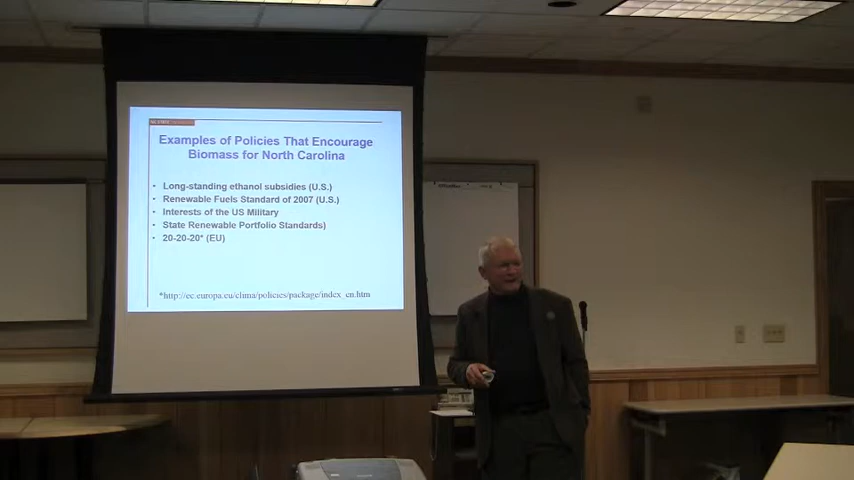 NC STATE
Examples of Policies That Encourage
Biomass for North Carolina
• Long-standing ethanol subsidies (U.S.)
• Renewable Fuels Standard of 2007 (U.S.)
• Interests of the US Military
• State Renewable Portfolio Standards)
• 20-20-20* (EU)
*http://ec.europa.eu/clima/policies/package/index_en.htm